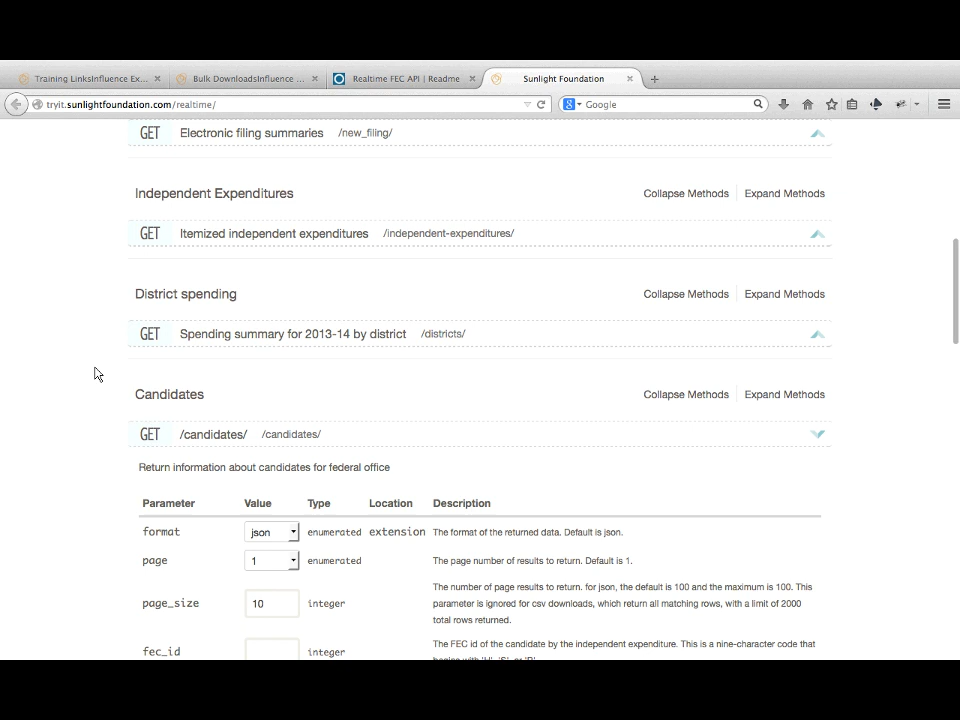 Training LinksInfluence Ex...
Bulk DownloadsInfluence ...
Realtime FEC API | Readme
Sunlight Foundation
tryit.sunlightfoundation.com/realtime/
Google
GET Electronic filing summaries /new_filing/
Independent Expenditures Collapse Methods Expand Methods
GET Itemized independent expenditures /independent-expenditures/
District spending Collapse Methods Expand Methods
GET Spending summary for 2013-14 by district /districts/
Candidates Collapse Methods Expand Methods
GET /candidates/ /candidates/
Return information about candidates for federal office
Parameter Value Type Location Description
format json enumerated extension The format of the returned data. Default is json.
page 1 enumerated The page number of results to return. Default is 1.
The number of page results to return. for json, the default is 100 and the maximum is 100. This
page_size 10 integer parameter is ignored for csv downloads, which return all matching rows, with a limit of 2000
total rows returned.
The FEC id of the candidate by the independent expenditure. This is a nine-character code that
fec_id integer